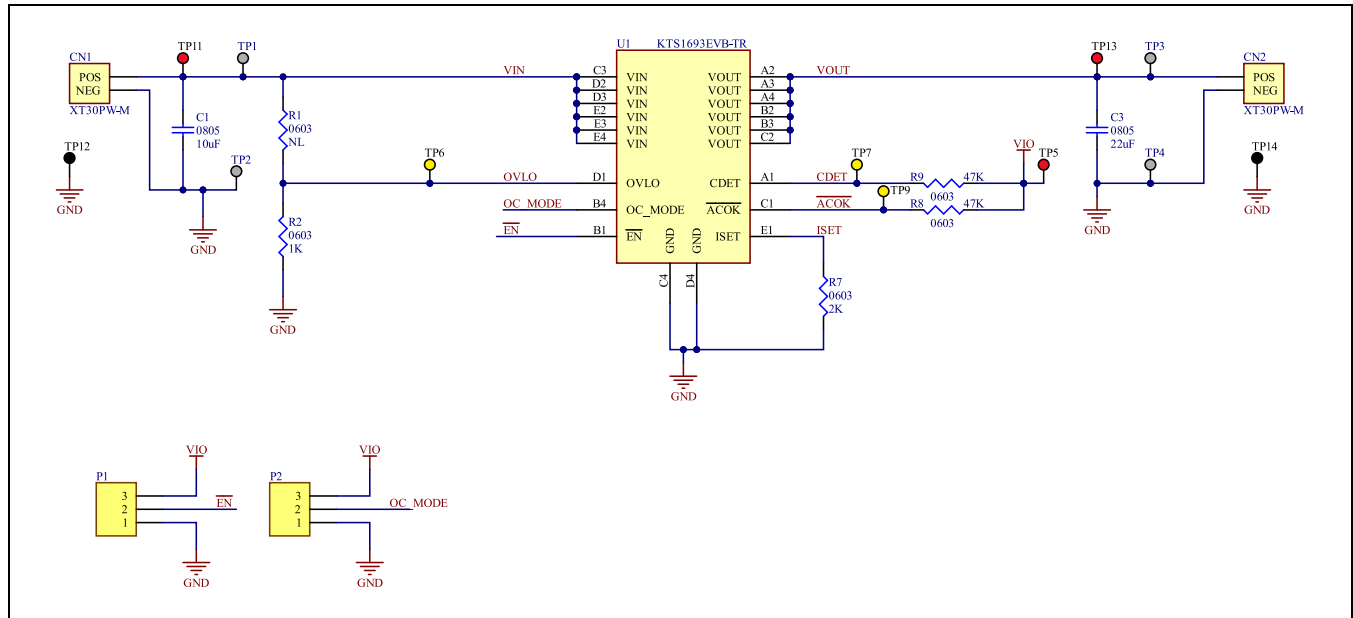 U1 KTS1693EVB-TR
CN1
POS
NEG
XT30PW-M
TP11
TP1
TP12
GND
C1
0805
10uF
TP2
GND
R1
0603
NL
R2
0603
1K
GND
TP6
VIN
OVLO
OC_MODE
EN
C3 VIN
D2 VIN
D3 VIN
E2 VIN
E3 VIN
E4 VIN
D1 OVLO
B4 OC_MODE
B1 EN
GND
GND
C4
D4
VOUT A2
VOUT A3
VOUT A4
VOUT B2
VOUT B3
VOUT C2
CDET A1
ACOK C1
ISET E1
VOUT
CDET
ACOK
ISET
TP7
TP9
R9 47K
0603
R8 47K
0603
VIO
TP5
R7
0603
2K
GND
TP13
TP3
C3
0805
22uF
TP4
GND
CN2
POS
NEG
XT30PW-M
TP14
GND
P1
3
2
1
VIO
EN
GND
P2
3
2
1
VIO
OC_MODE
GND